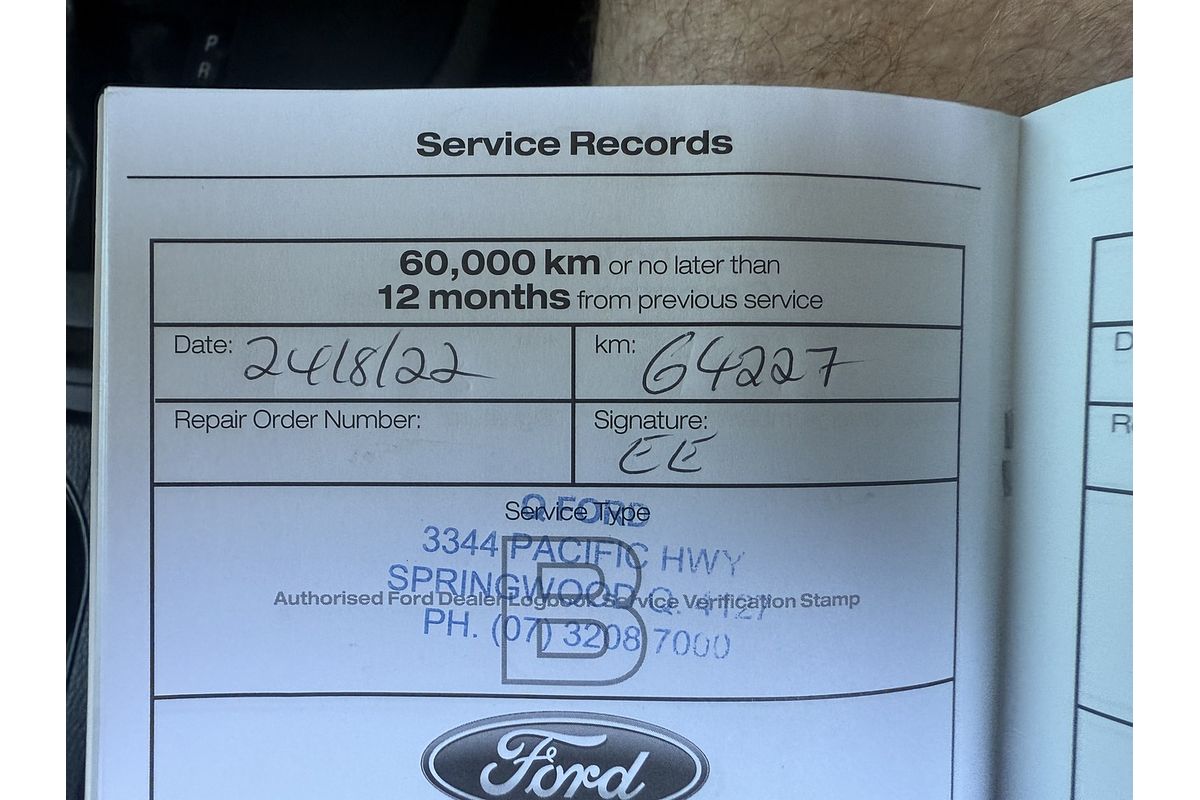 P
R
Service Records
60,000 km or no later than
12 months from previous service
Date: 24/8/22
km: 64227
Repair Order Number:
Signature:
EE
Service Type
Q FORD
3344 PACIFIC HWY
SPRINGWOOD Q. 4127
Authorised Ford Dealer Logbook Service Verification Stamp
PH. (07) 3208 7000
B
Ford
D
R